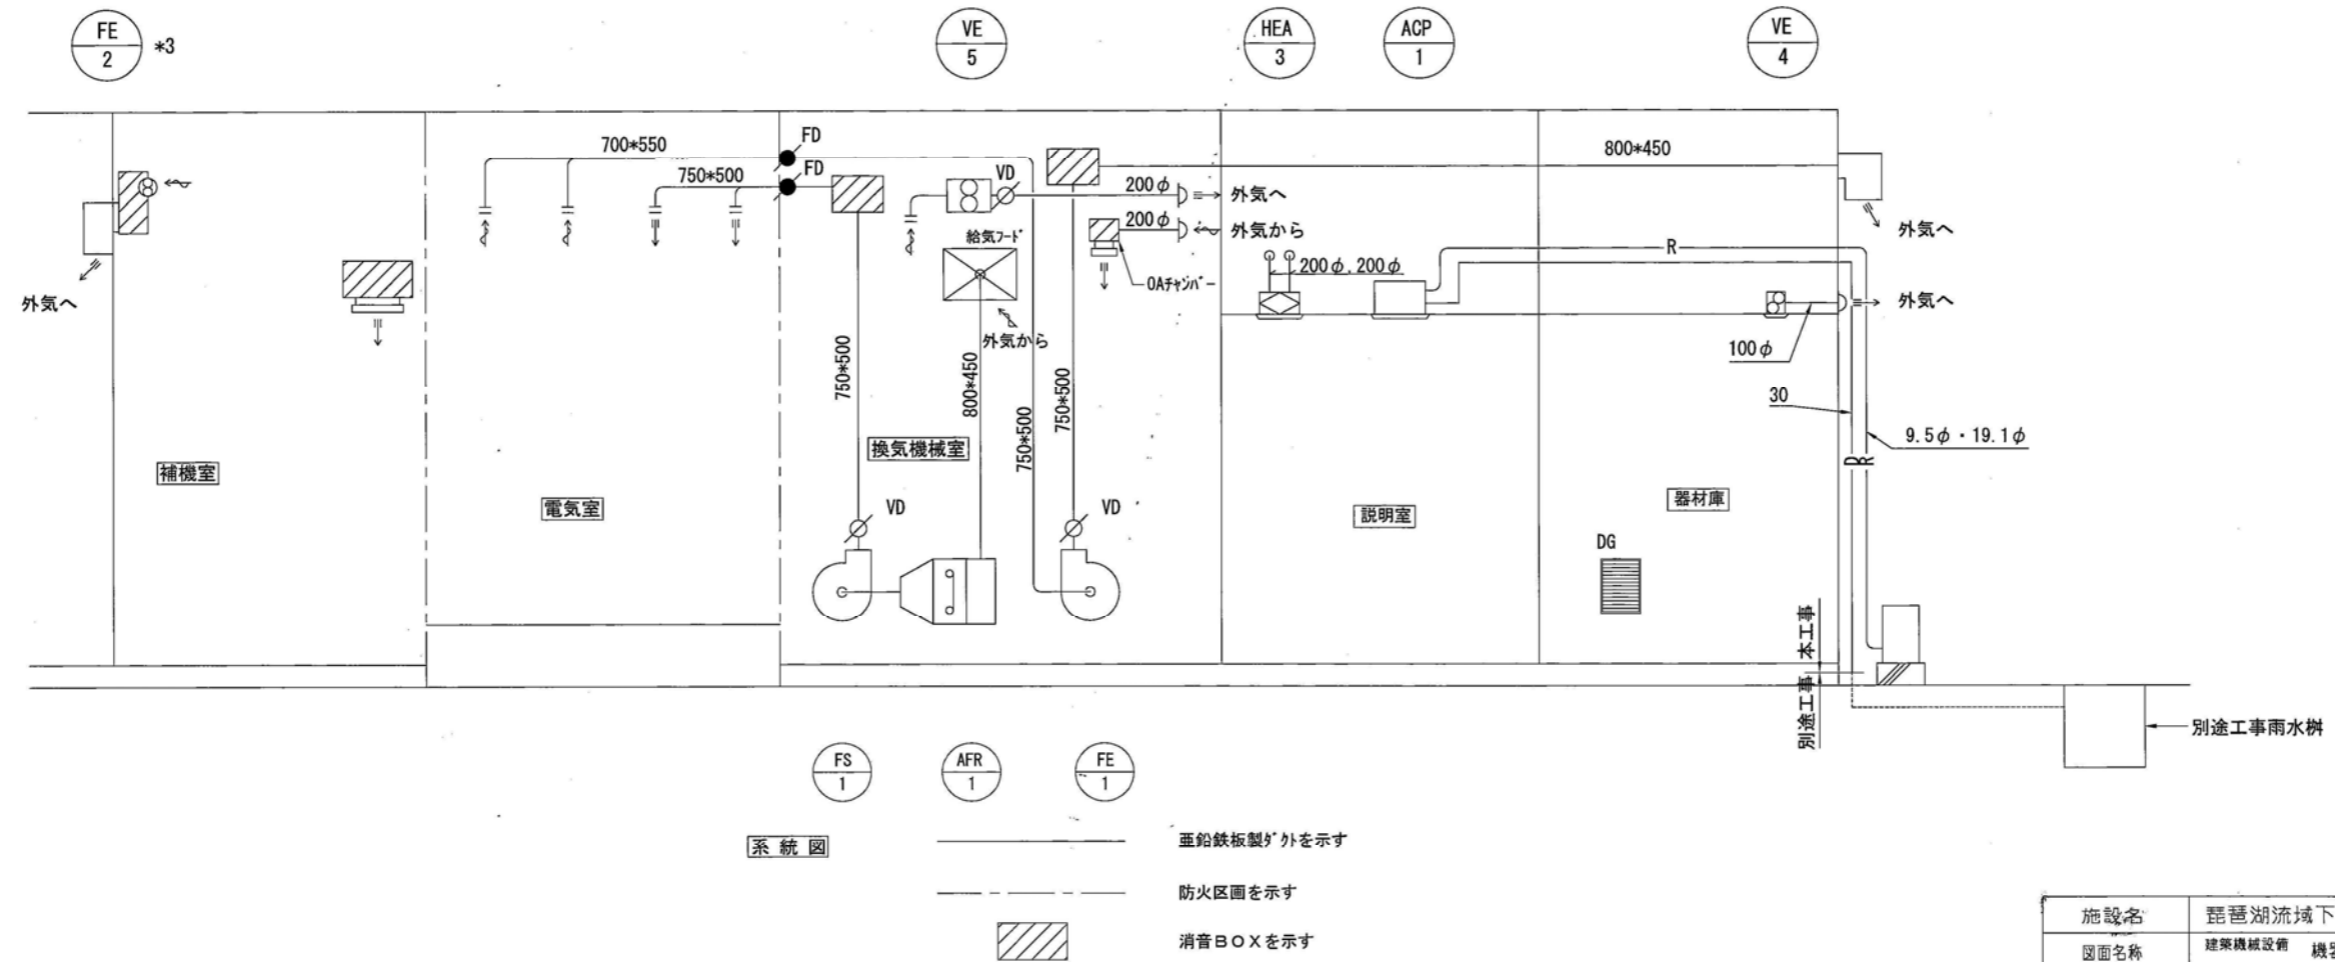 FE
2
*3
VE
5
HEA
3
ACP
1
VE
4
700*550
FD
750*500
FD
VD
200φ
外気へ
200φ
外気から
給気フード
OAチャンバー
200φ. 200φ
800*450
R
外気へ
外気へ
外気へ
外気から
100φ
30
9.5φ・19.1φ
D
R
750*500
800*450
750*500
750*500
換気機械室
補機室
電気室
説明室
器材庫
VD
VD
DG
本工事
別途工事
別途工事雨水桝
FS
1
AFR
1
FE
1
系統図
亜鉛鉄板製ダクトを示す
防火区画を示す
消音BOXを示す
施設名
琵琶湖流域下
図面名称
建築機械設備